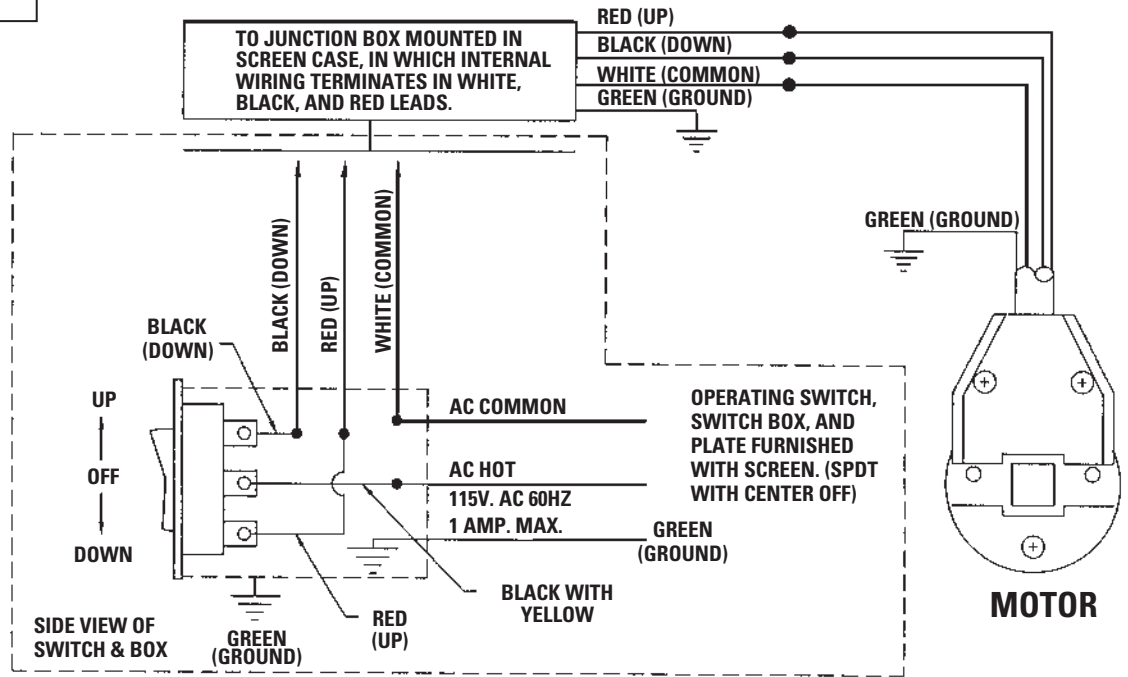 RED (UP)
BLACK (DOWN)
WHITE (COMMON)
GREEN (GROUND)
TO JUNCTION BOX MOUNTED IN
SCREEN CASE, IN WHICH INTERNAL
WIRING TERMINATES IN WHITE,
BLACK, AND RED LEADS.
BLACK (DOWN)
RED (UP)
WHITE (COMMON)
GREEN (GROUND)
BLACK
(DOWN)
UP
OFF
DOWN
AC COMMON
AC HOT
115V. AC 60HZ
1 AMP. MAX.
OPERATING SWITCH,
SWITCH BOX, AND
PLATE FURNISHED
WITH SCREEN. (SPDT
WITH CENTER OFF)
GREEN
(GROUND)
BLACK WITH
YELLOW
RED
(UP)
GREEN
(GROUND)
SIDE VIEW OF
SWITCH & BOX
MOTOR